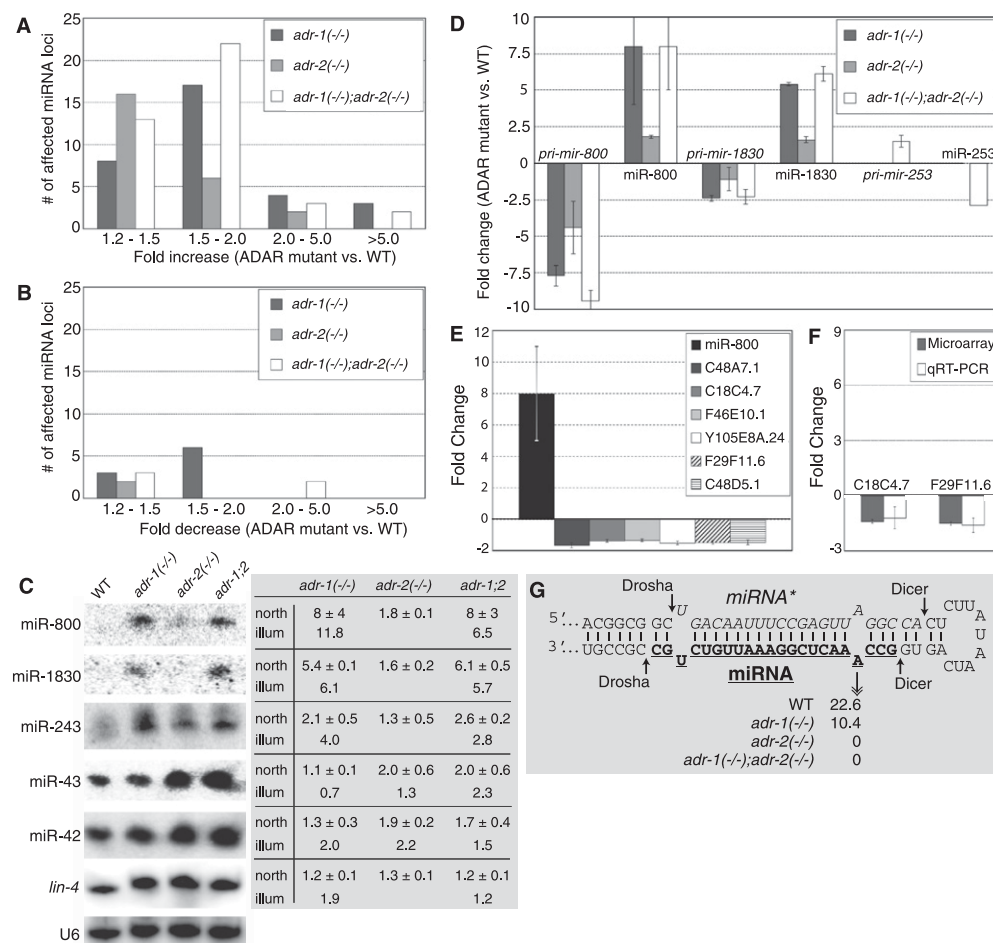 A
# of affected miRNA loci
25
20
15
10
5
0
adr-1(-/-)
adr-2(-/-)
adr-1(-/-);adr-2(-/-)
1.2 - 1.5 1.5 - 2.0 2.0 - 5.0 >5.0
Fold increase (ADAR mutant vs. WT)
B
# of affected miRNA loci
25
20
15
10
5
0
adr-1(-/-)
adr-2(-/-)
adr-1(-/-);adr-2(-/-)
1.2 - 1.5 1.5 - 2.0 2.0 - 5.0 >5.0
Fold decrease (ADAR mutant vs. WT)
C
WT adr-1(-/-) adr-2(-/-) adr-1;2
miR-800
miR-1830
miR-243
miR-43
miR-42
lin-4
U6
adr-1(-/-) adr-2(-/-) adr-1;2
north 8 ± 4 1.8 ± 0.1 8 ± 3
illum 11.8 6.5
north 5.4 ± 0.1 1.6 ± 0.2 6.1 ± 0.5
illum 6.1 5.7
north 2.1 ± 0.5 1.3 ± 0.5 2.6 ± 0.2
illum 4.0 2.8
north 1.1 ± 0.1 2.0 ± 0.6 2.0 ± 0.6
illum 0.7 1.3 2.3
north 1.3 ± 0.3 1.9 ± 0.2 1.7 ± 0.4
illum 2.0 2.2 1.5
north 1.2 ± 0.1 1.3 ± 0.1 1.2 ± 0.1
illum 1.9 1.2
D
Fold change (ADAR mutant vs. WT)
10
7.5
5
2.5
0
-2.5
-5
-7.5
-10
adr-1(-/-)
adr-2(-/-)
adr-1(-/-);adr-2(-/-)
pri-mir-800 pri-mir-1830 miR-253
miR-800 miR-1830 pri-mir-253
E
Fold Change
12
10
8
6
4
2
0
-2
miR-800
C48A7.1
C18C4.7
F46E10.1
Y105E8A.24
F29F11.6
C48D5.1
F
Fold Change
9
6
3
0
-3
Microarray
qRT-PCR
C18C4.7 F29F11.6
G
Drosha miRNA* Dicer
U A CUU A
5'... ACGGCG GC GACAAUUUCCGAGUU GGC CA CU U
3'... UGCCGC CG CUGUUAAAGGCUCAA CCG GU GA A
U A CUA U
Drosha miRNA Dicer
WT 22.6
adr-1(-/-) 10.4
adr-2(-/-) 0
adr-1(-/-);adr-2(-/-) 0